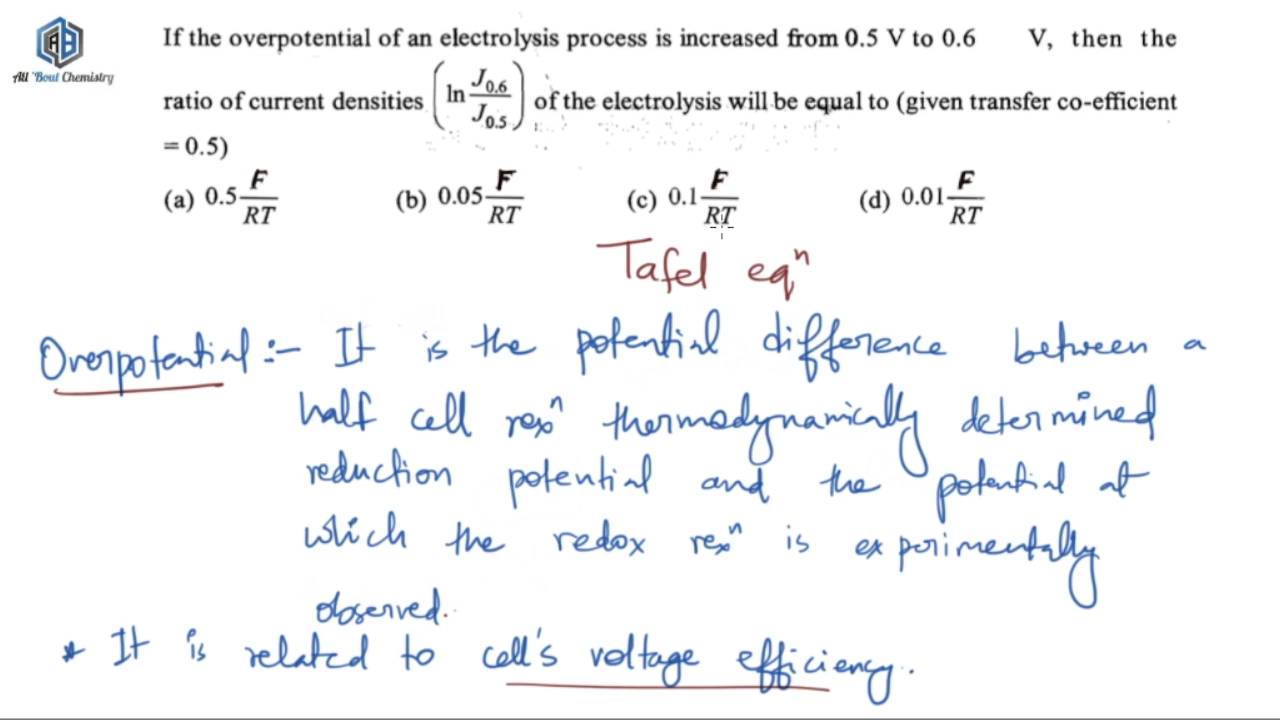 If the overpotential of an electrolysis process is increased from 0.5 V to 0.6 V, then the
ratio of current densities (ln J0.6/J0.5) of the electrolysis will be equal to (given transfer co-efficient
= 0.5)
(a) 0.5 F/RT (b) 0.05 F/RT (c) 0.1 F/RT (d) 0.01 F/RT
All 'Bout Chemistry
Tafel eqⁿ
Overpotential :- It is the potential difference between a
half cell rexⁿ thermodynamically determined
reduction potential and the potential at
which the redox rexⁿ is experimentally
observed.
* It is related to cell's voltage efficiency.